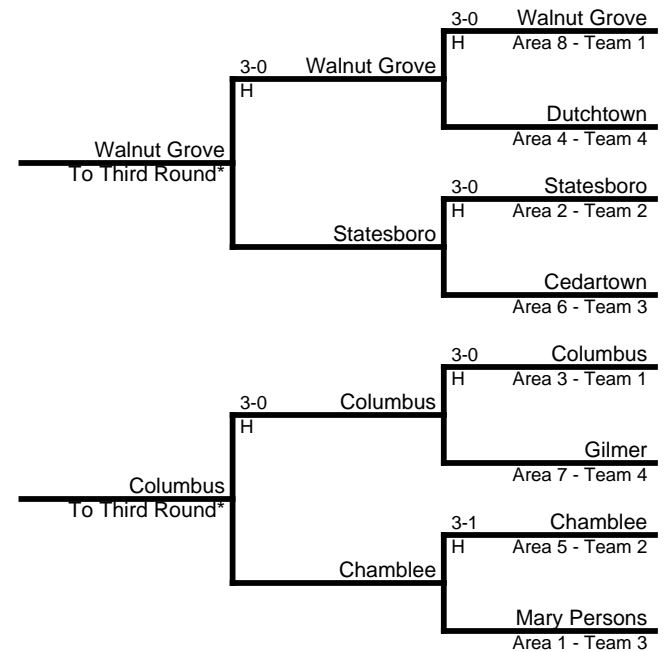 3-0 Walnut Grove
H Area 8 - Team 1
3-0 Walnut Grove
H
Dutchtown
Area 4 - Team 4
Walnut Grove
To Third Round*
3-0 Statesboro
H Area 2 - Team 2
Statesboro
Cedartown
Area 6 - Team 3
3-0 Columbus
H Area 3 - Team 1
3-0 Columbus
H
Gilmer
Area 7 - Team 4
Columbus
To Third Round*
3-1 Chamblee
H Area 5 - Team 2
Chamblee
Mary Persons
Area 1 - Team 3